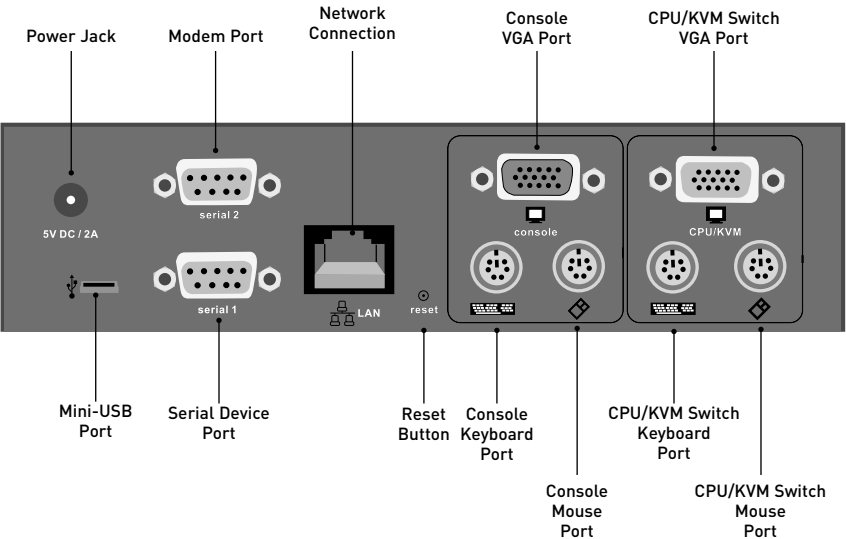 Power Jack
Modem Port
Network
Connection
Console
VGA Port
CPU/KVM Switch
VGA Port
5V DC / 2A
serial 2
serial 1
LAN
reset
console
CPU/KVM
Mini-USB
Port
Serial Device
Port
Reset
Button
Console
Keyboard
Port
Console
Mouse
Port
CPU/KVM Switch
Keyboard
Port
CPU/KVM Switch
Mouse
Port